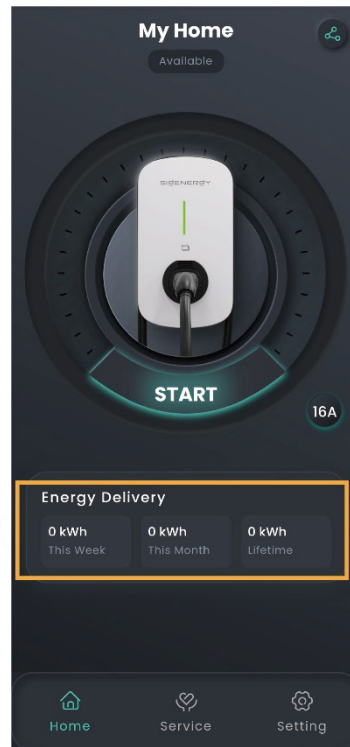 My Home
Available
SIGENERGY
START
16A
Energy Delivery
0 kWh 0 kWh 0 kWh
This Week This Month Lifetime
Home Service Setting